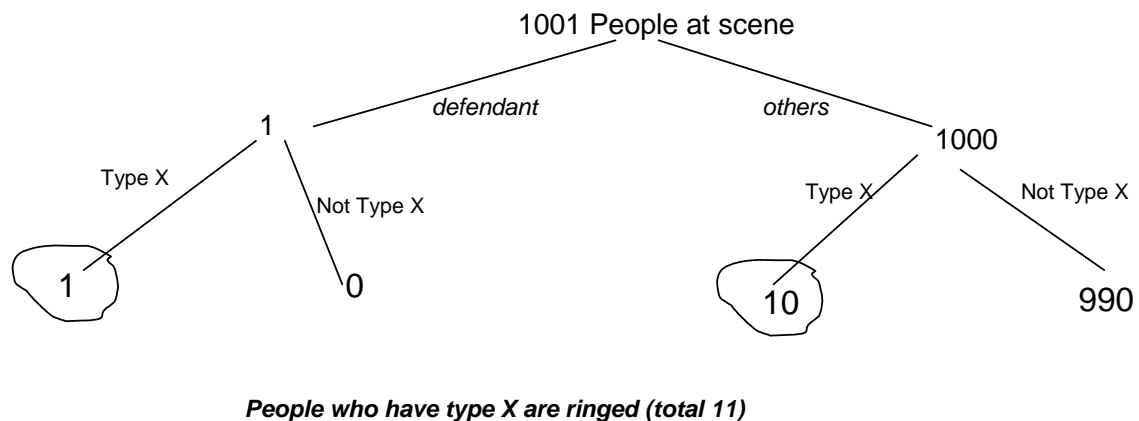 1001 People at scene
defendant
others
1
1000
Type X
Not Type X
Type X
Not Type X
1
0
10
990
People who have type X are ringed (total 11)